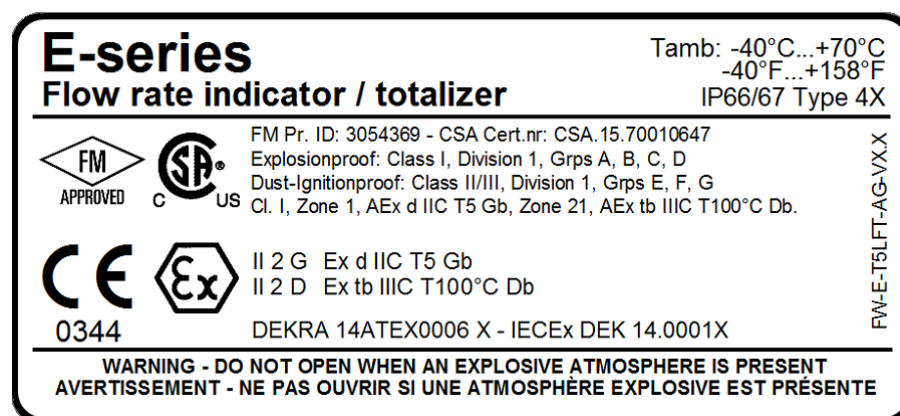 E-series
Flow rate indicator / totalizer
Tamb: -40°C...+70°C
-40°F...+158°F
IP66/67 Type 4X
FM
APPROVED
SA
C US
FM Pr. ID: 3054369 - CSA Cert.nr: CSA.15.70010647
Explosionproof: Class I, Division 1, Grps A, B, C, D
Dust-Ignitionproof: Class II/III, Division 1, Grps E, F, G
Cl. I, Zone 1, AEx d IIC T5 Gb, Zone 21, AEx tb IIIC T100°C Db.
FW-E-T5LFT-AG-VX.X
CE
0344
Ex
II 2 G Ex d IIC T5 Gb
II 2 D Ex tb IIIC T100°C Db
DEKRA 14ATEX0006 X - IECEx DEK 14.0001X
WARNING - DO NOT OPEN WHEN AN EXPLOSIVE ATMOSPHERE IS PRESENT
AVERTISSEMENT - NE PAS OUVRIR SI UNE ATMOSPHÈRE EXPLOSIVE EST PRÉSENTE